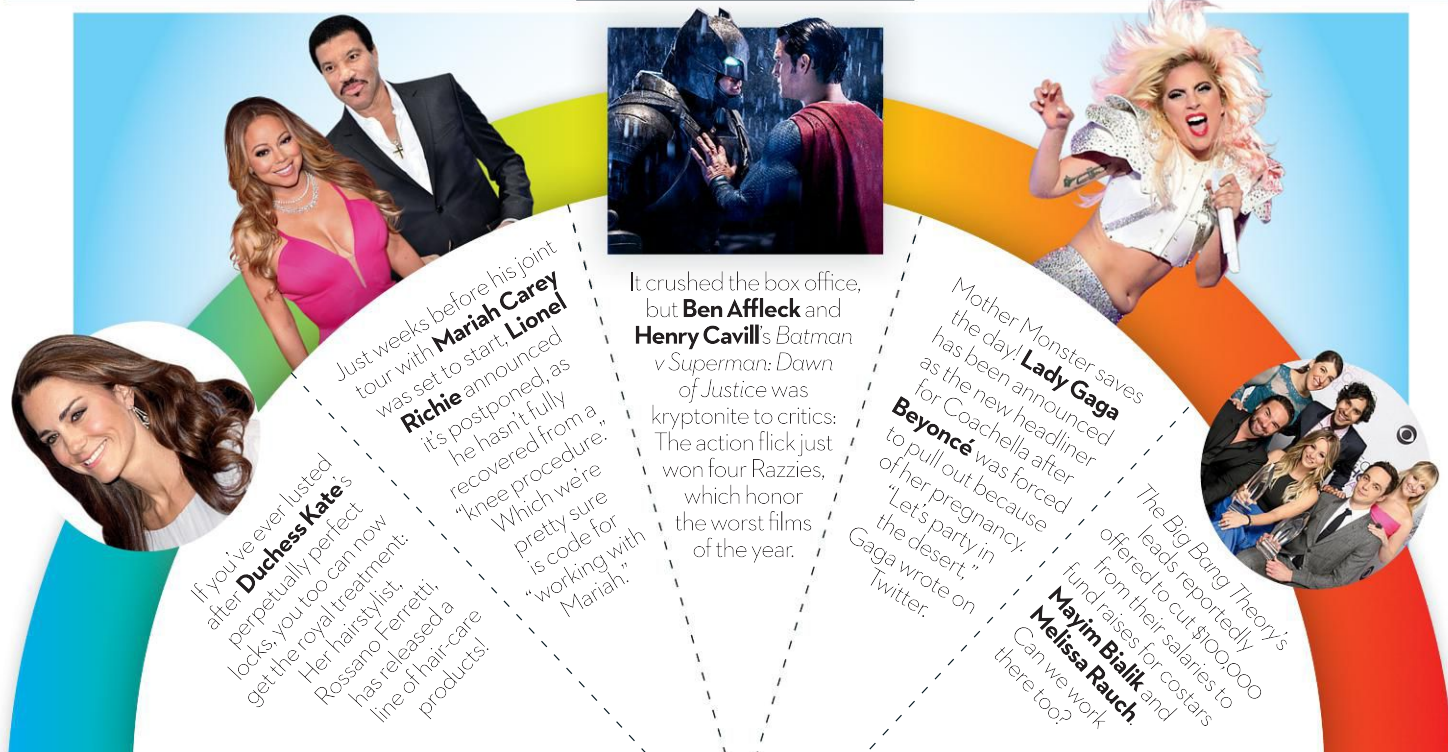 If you've ever lusted
after Duchess Kate's
perpetually perfect
locks, you too can now
get the royal treatment:
Her hairstylist,
Rossano Ferretti,
has released a
line of hair-care
products!
Just weeks before his joint
tour with Mariah Carey
was set to start, Lionel
Richie announced
it's postponed, as
he hasn't fully
recovered from a
"knee procedure."
Which we're
pretty sure
is code for
"working with
Mariah."
It crushed the box office,
but Ben Affleck and
Henry Cavill's Batman
v Superman: Dawn
of Justice was
kryptonite to critics:
The action flick just
won four Razzies,
which honor
the worst films
of the year.
Mother Monster saves
the day! Lady Gaga
has been announced
as the new headliner
for Coachella after
Beyoncé was forced
to pull out because
of her pregnancy.
"Let's party in
the desert,"
Gaga wrote on
Twitter.
The Big Bang Theory's
leads reportedly
offered to cut $100,000
from their salaries to
fund raises for costars
Mayim Bialik and
Melissa Rauch.
Can we work
there too?